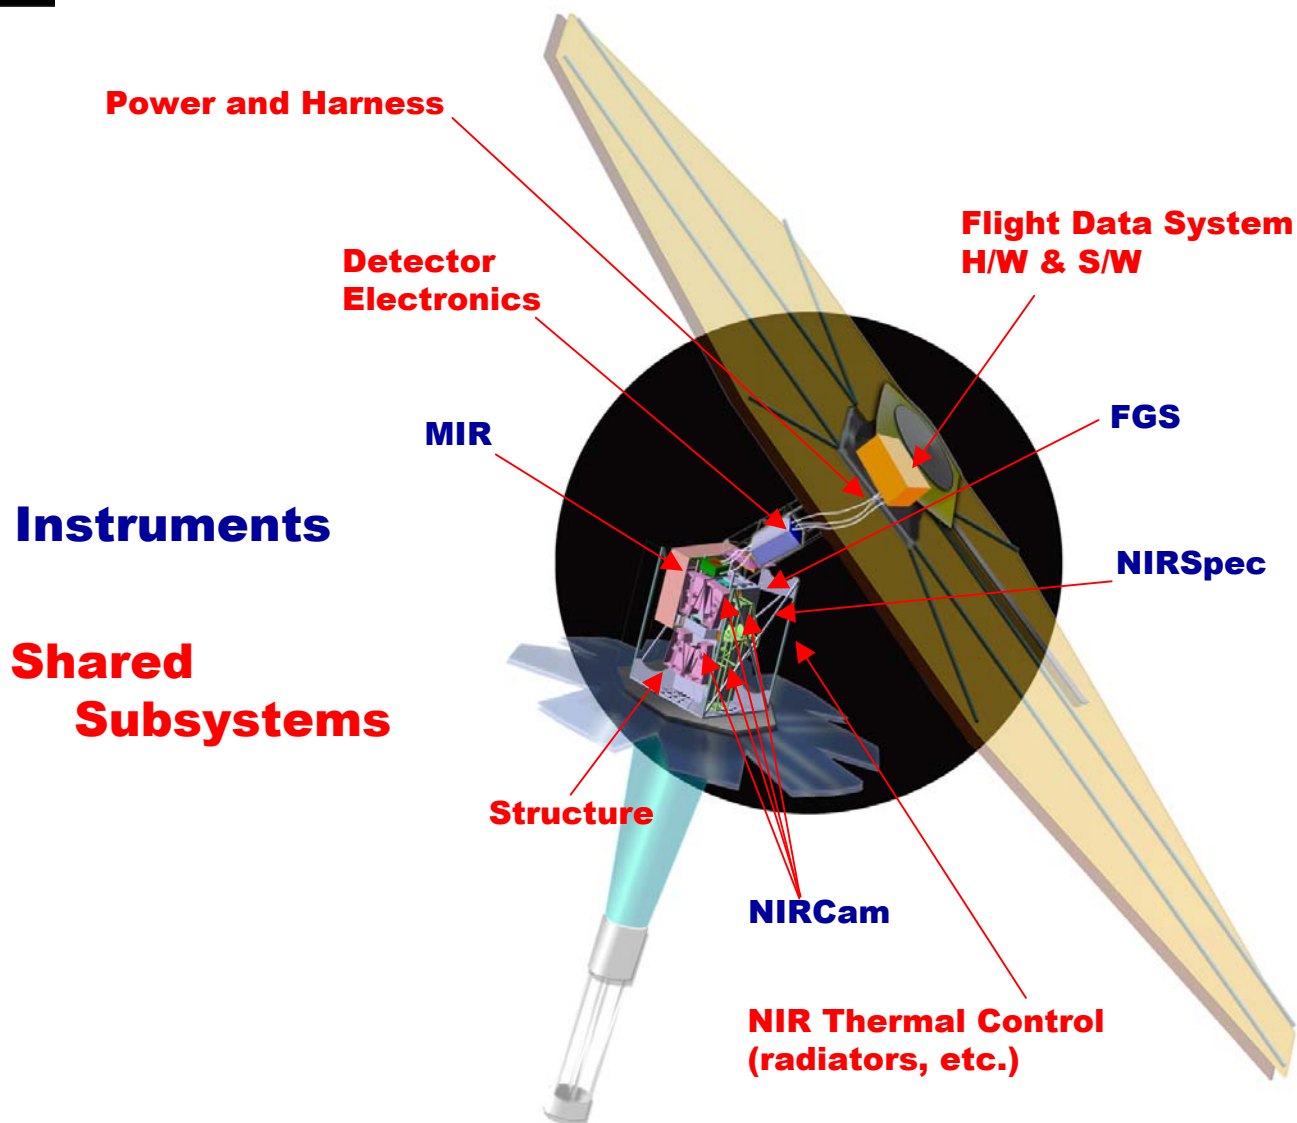 Power and Harness
Flight Data System
H/W & S/W
Detector
Electronics
FGS
MIR
Instruments
NIRSpec
Shared
Subsystems
Structure
NIRCam
NIR Thermal Control
(radiators, etc.)